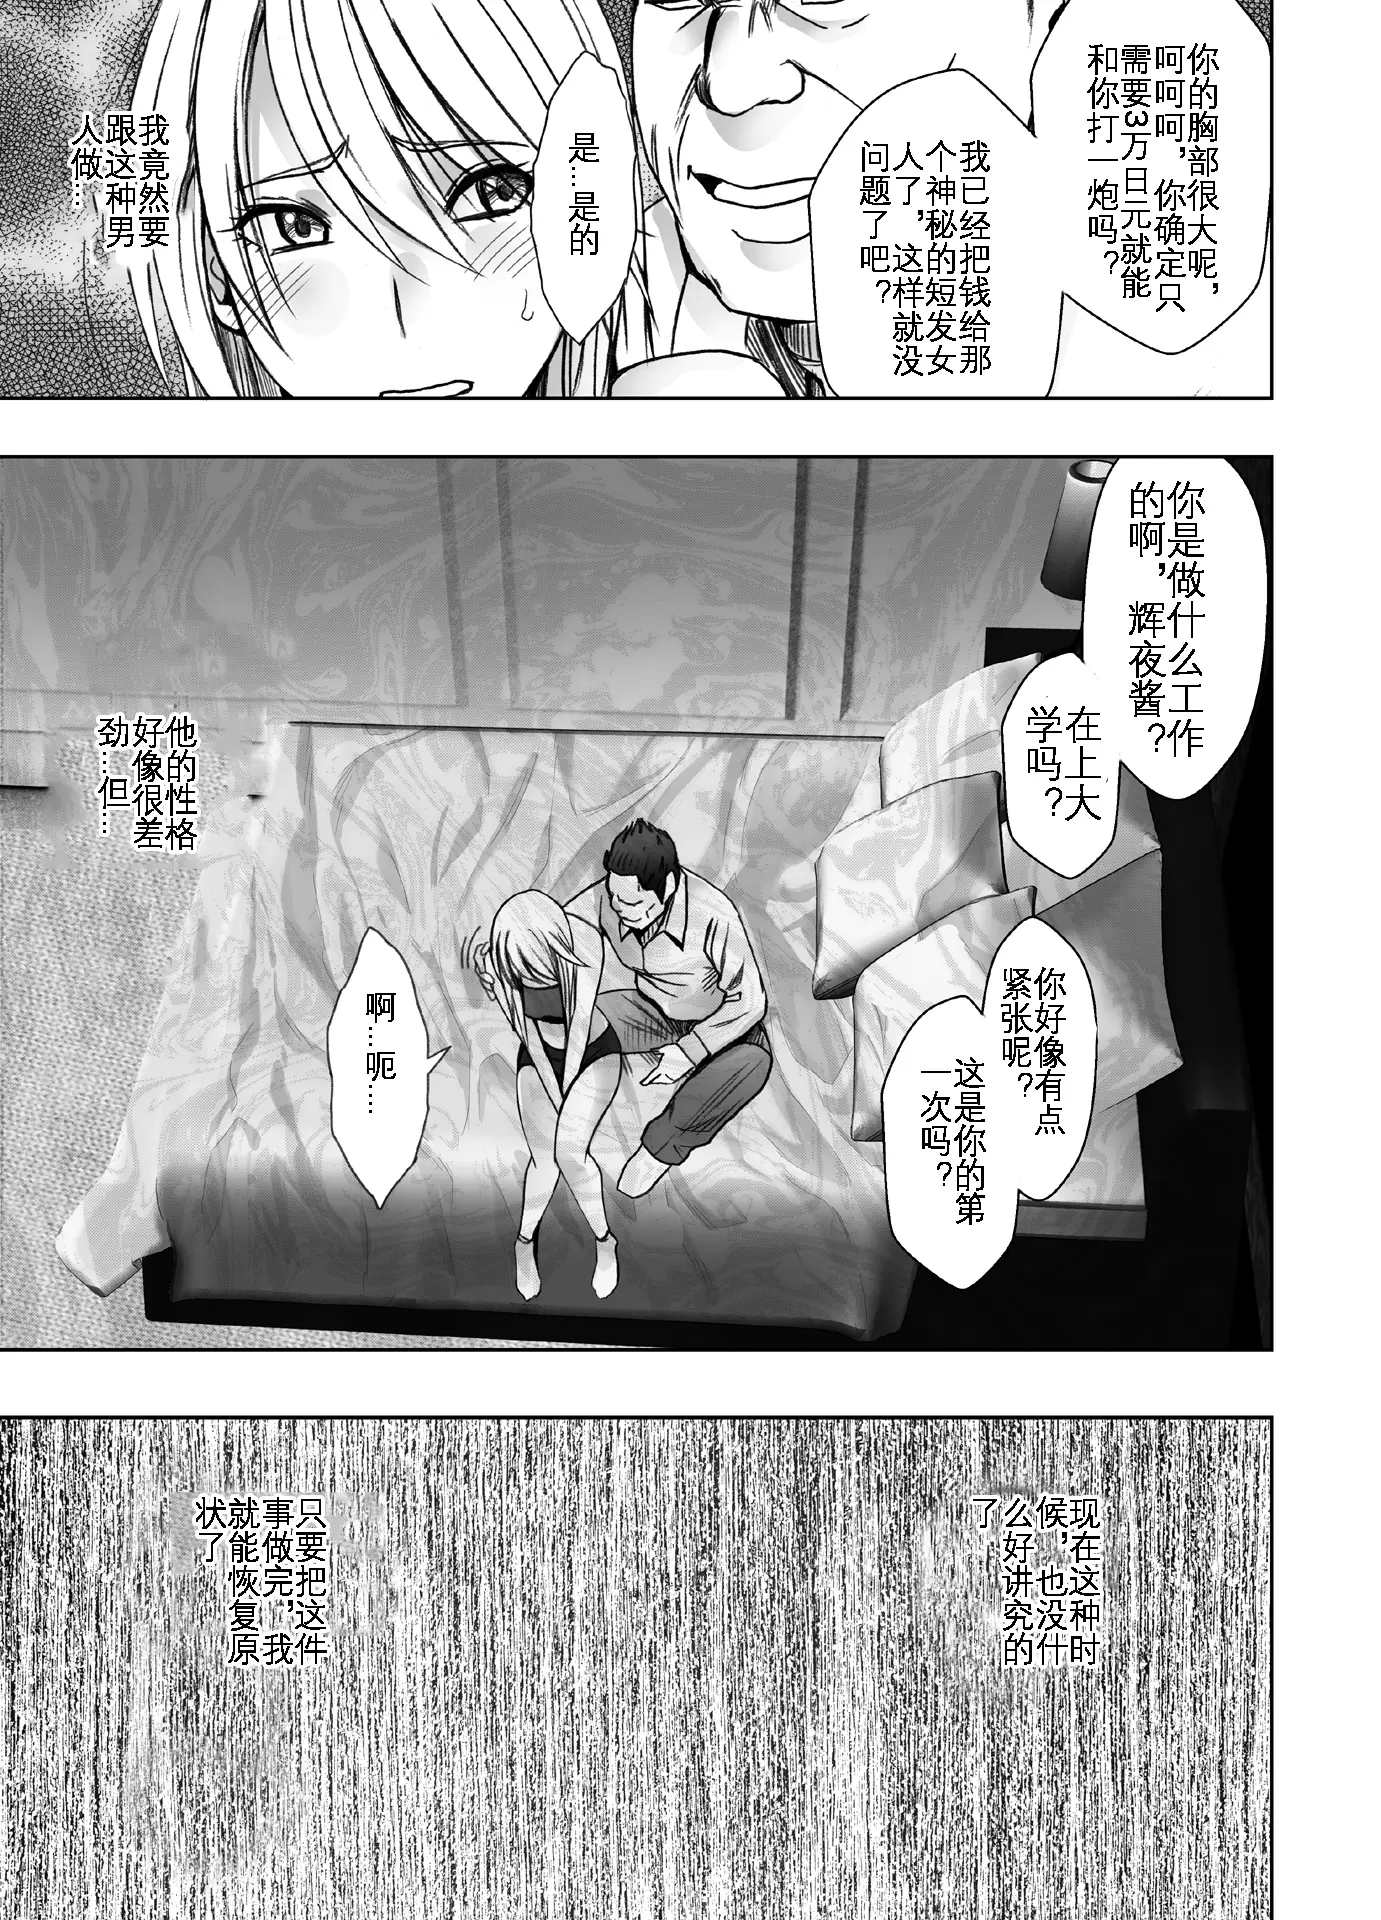 你的胸部很大呢，
呵呵呵，你确定只
需要3万日元就能
和你打一炮吗？
我已经把钱给那
个神秘的短发女
人了，这样就没
问题了吧？
是…是的
我竟然要
跟这种男
人做…
你是做什么工作
的啊，辉夜酱？
在上大
学吗？
你好像有点
紧张呢？
这是你的第
一次吗？
啊…呃……
他的性格
好像很差
劲…但…
现在这种时
候，也没什
么好讲究的
了
只要把这件
事做完，我
就能恢复原
状了